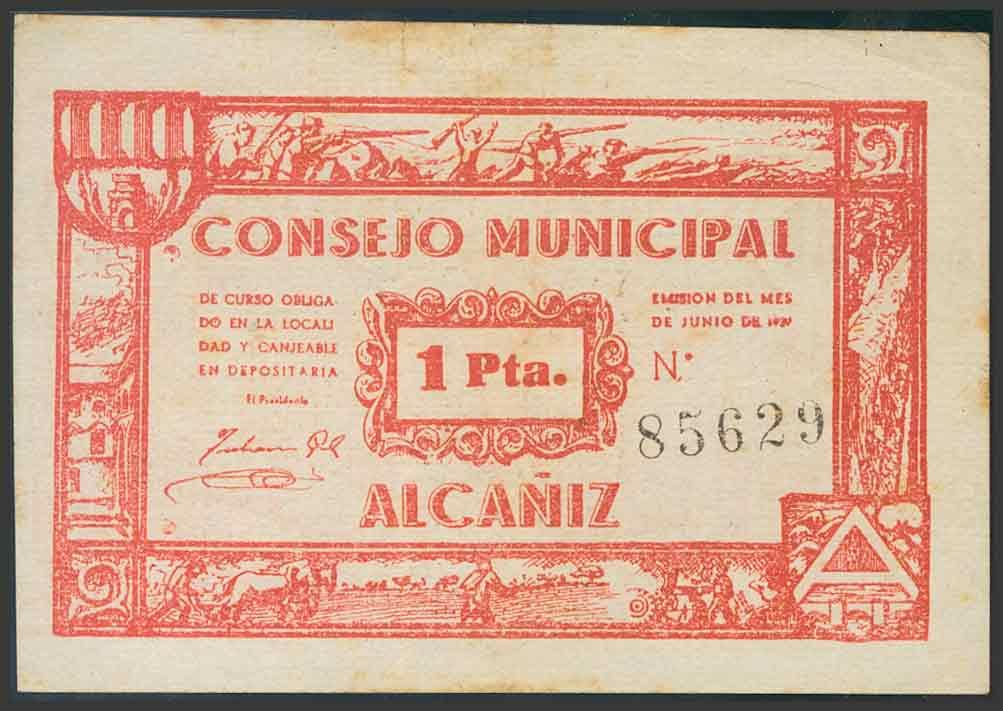 CONSEJO MUNICIPAL
DE CURSO OBLIGA-
DO EN LA LOCALI
DAD Y CANJEABLE
EN DEPOSITARIA
El Presidente
1 Pta.
EMISION DEL MES
DE JUNIO DE 1937
N.º
85629
ALCAÑIZ